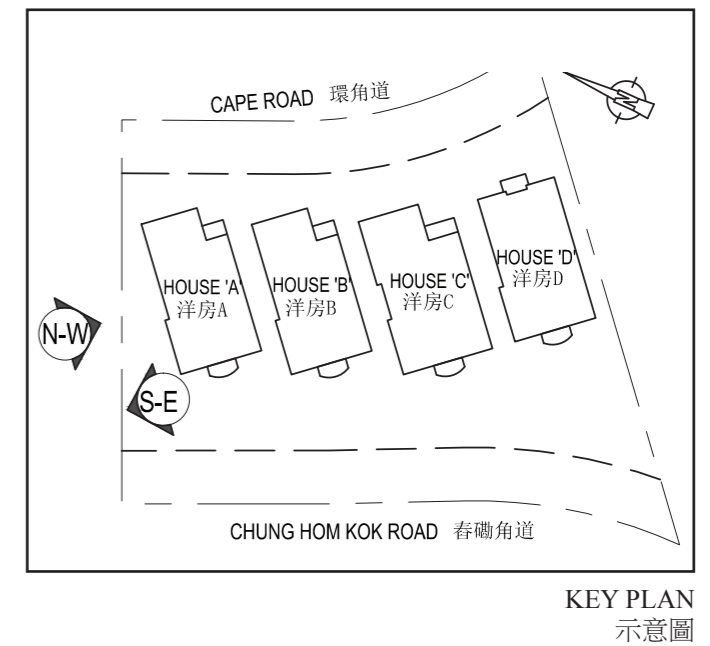 CAPE ROAD 環角道
N
HOUSE 'A'
洋房A
HOUSE 'B'
洋房B
HOUSE 'C'
洋房C
HOUSE 'D'
洋房D
N-W
S-E
CHUNG HOM KOK ROAD 舂磡角道
KEY PLAN
示意圖